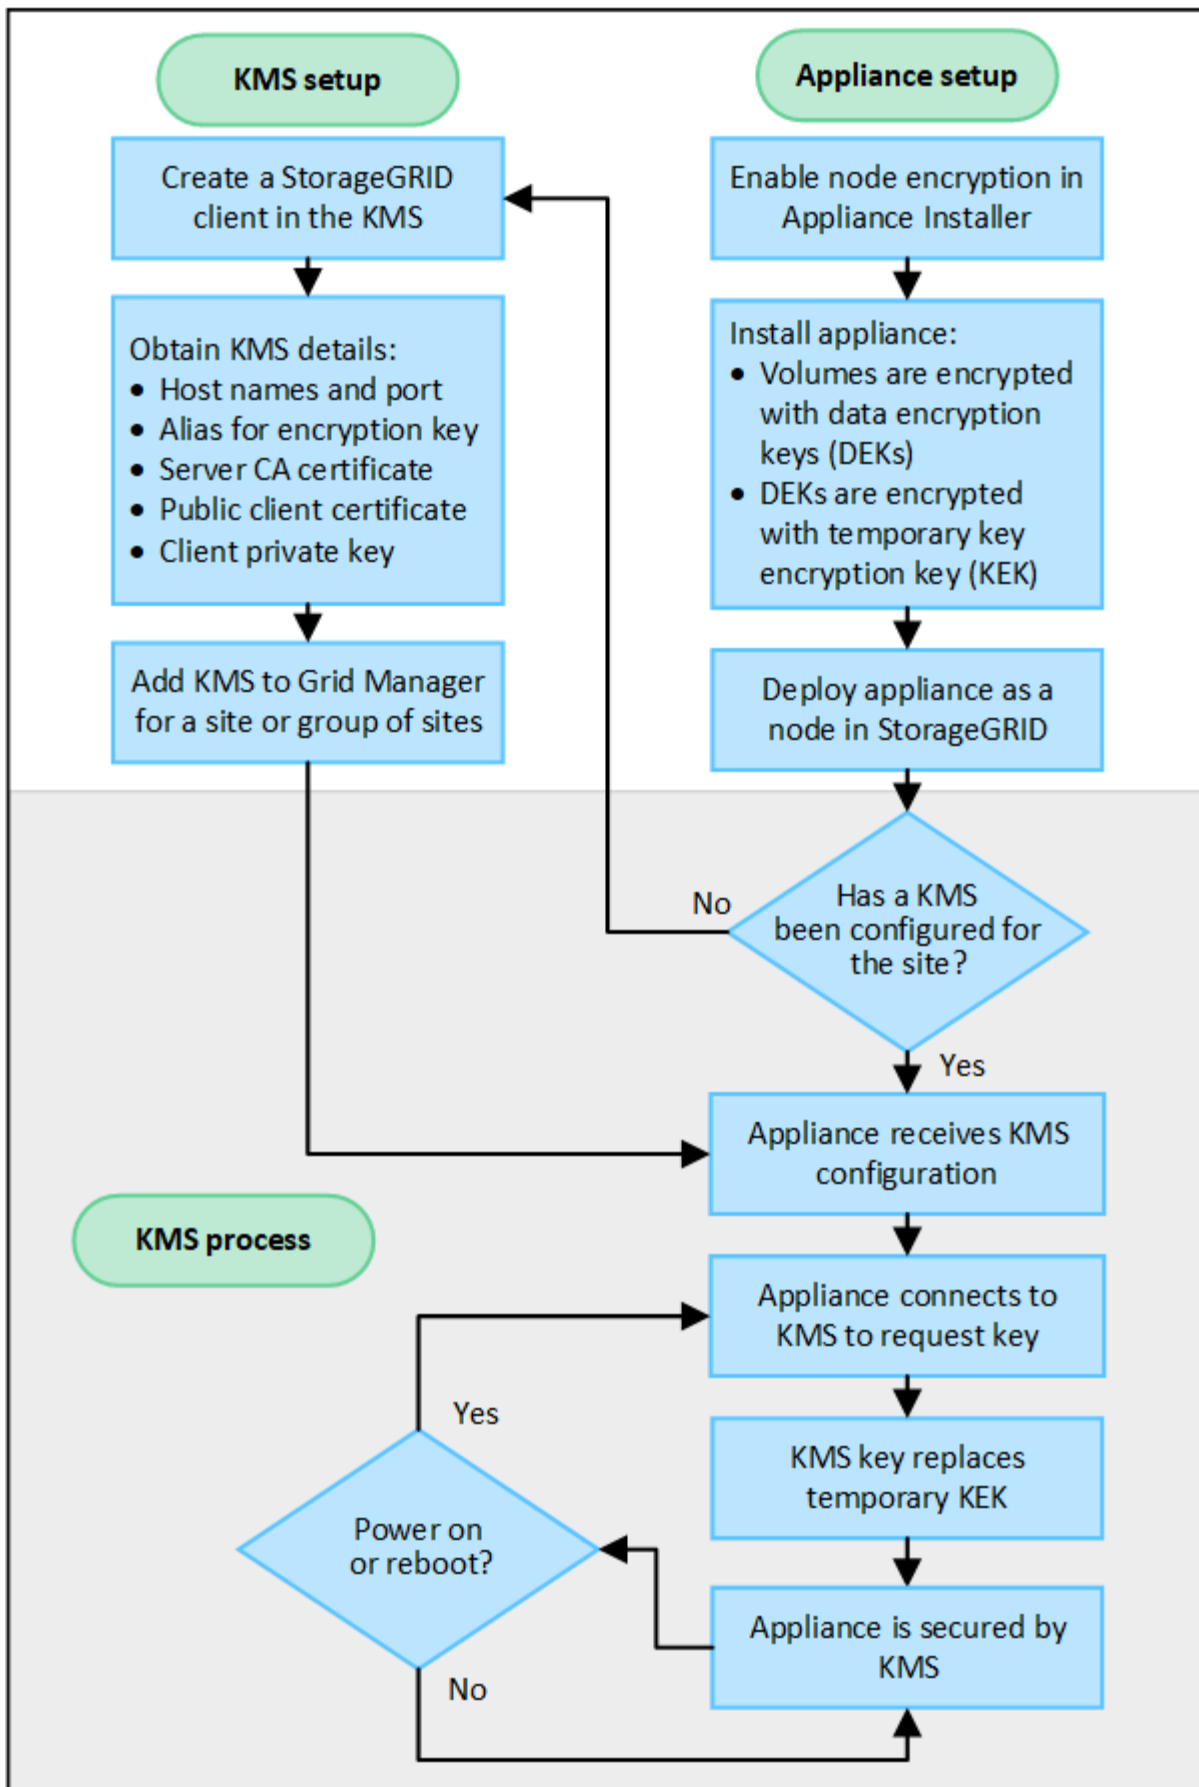 KMS setup
Create a StorageGRID
client in the KMS
Obtain KMS details:
• Host names and port
• Alias for encryption key
• Server CA certificate
• Public client certificate
• Client private key
Add KMS to Grid Manager
for a site or group of sites
Appliance setup
Enable node encryption in
Appliance Installer
Install appliance:
• Volumes are encrypted
with data encryption
keys (DEKs)
• DEKs are encrypted
with temporary key
encryption key (KEK)
Deploy appliance as a
node in StorageGRID
Has a KMS
been configured for
the site?
No
Yes
Appliance receives KMS
configuration
KMS process
Appliance connects to
KMS to request key
KMS key replaces
temporary KEK
Appliance is secured by
KMS
Power on
or reboot?
Yes
No